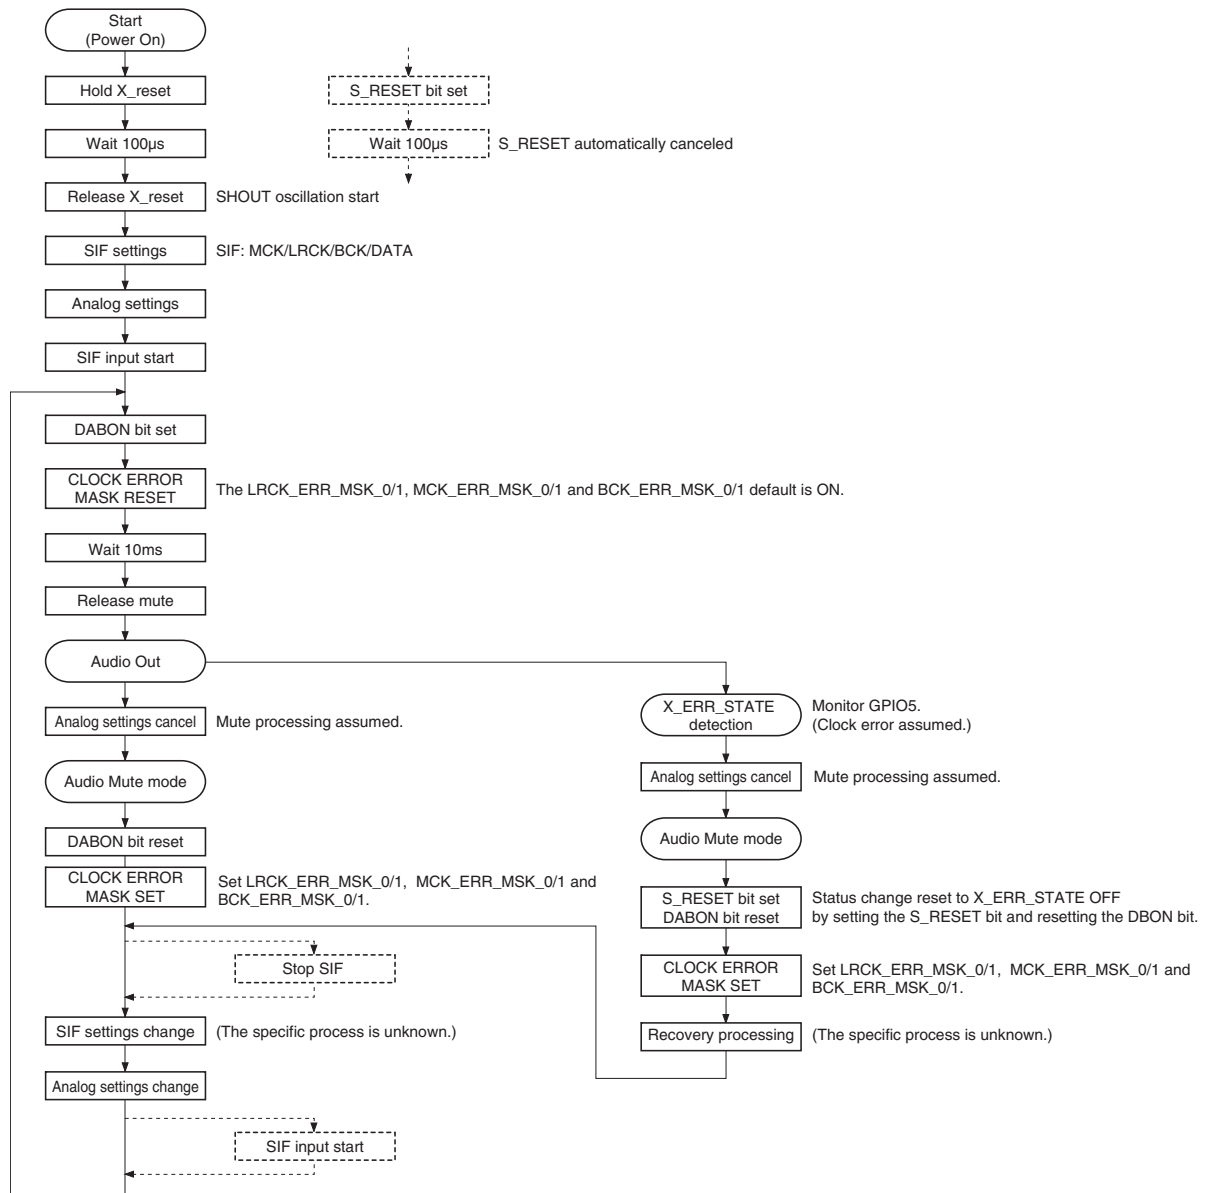 Start
(Power On)
Hold X_reset
Wait 100µs
Release X_reset
SHOUT oscillation start
SIF settings
SIF: MCK/LRCK/BCK/DATA
Analog settings
SIF input start
S_RESET bit set
Wait 100µs
S_RESET automatically canceled
DABON bit set
CLOCK ERROR
MASK RESET
The LRCK_ERR_MSK_0/1, MCK_ERR_MSK_0/1 and BCK_ERR_MSK_0/1 default is ON.
Wait 10ms
Release mute
Audio Out
Analog settings cancel
Mute processing assumed.
Audio Mute mode
DABON bit reset
CLOCK ERROR
MASK SET
Set LRCK_ERR_MSK_0/1, MCK_ERR_MSK_0/1 and
BCK_ERR_MSK_0/1.
Stop SIF
SIF settings change
(The specific process is unknown.)
Analog settings change
SIF input start
X_ERR_STATE
detection
Monitor GPIO5.
(Clock error assumed.)
Analog settings cancel
Mute processing assumed.
Audio Mute mode
S_RESET bit set
DABON bit reset
Status change reset to X_ERR_STATE OFF
by setting the S_RESET bit and resetting the DBON bit.
CLOCK ERROR
MASK SET
Set LRCK_ERR_MSK_0/1, MCK_ERR_MSK_0/1 and
BCK_ERR_MSK_0/1.
Recovery processing
(The specific process is unknown.)